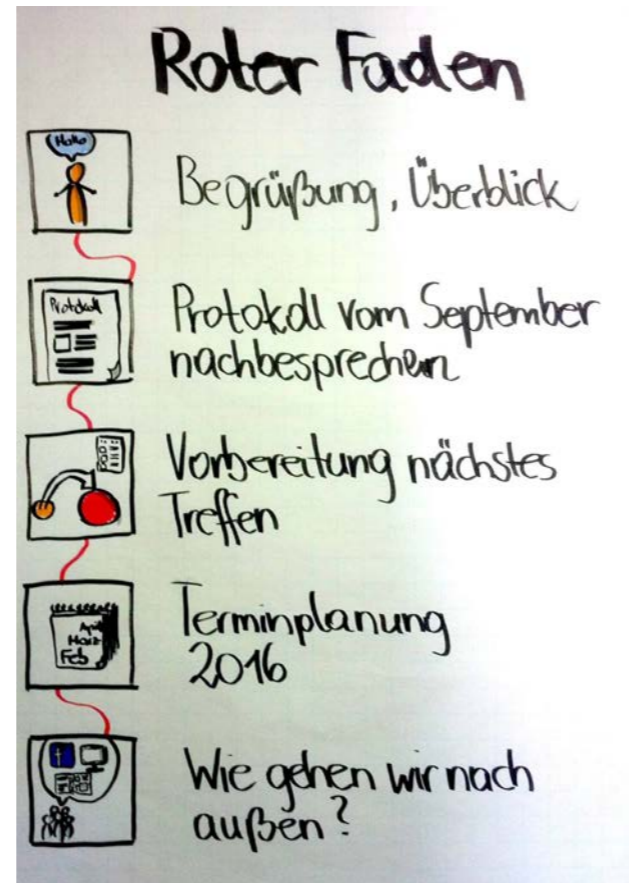 Roter Faden
Hallo
Begrüßung, Überblick
Protokoll
Protokoll vom September
nachbesprechen
Vorbereitung nächstes
Treffen
April
März
Feb
Terminplanung
2016
f
Wie gehen wir nach
außen?